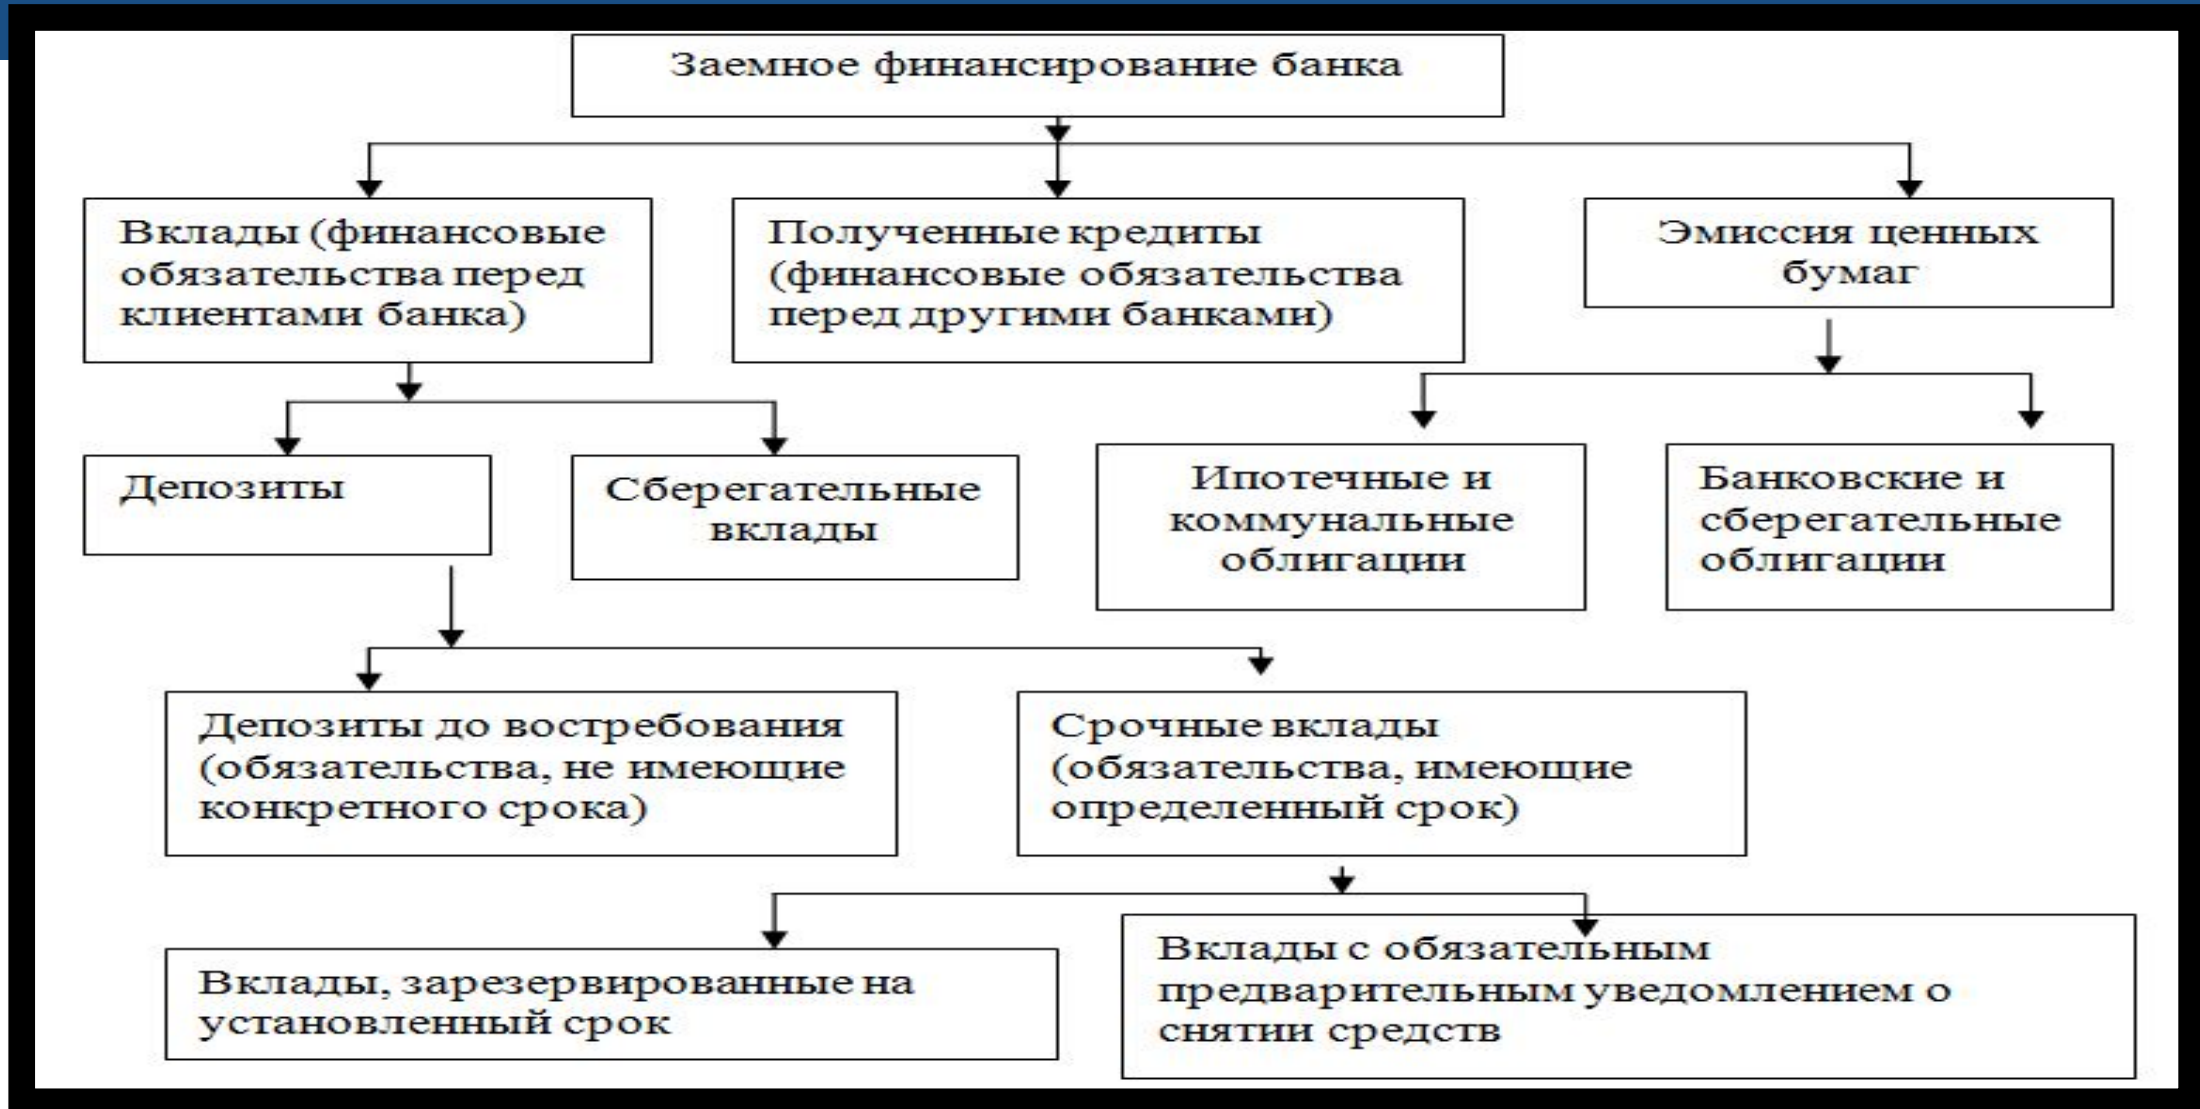 Заемное финансирование банка
Вклады (финансовые
обязательства перед
клиентами банка)
Полученные кредиты
(финансовые обязательства
перед другими банками)
Эмиссия ценных
бумаг
Депозиты
Сберегательные
вклады
Ипотечные и
коммунальные
облигации
Банковские и
сберегательные
облигации
Депозиты до востребования
(обязательства, не имеющие
конкретного срока)
Срочные вклады
(обязательства, имеющие
определенный срок)
Вклады, зарезервированные на
установленный срок
Вклады с обязательным
предварительным уведомлением о
снятии средств